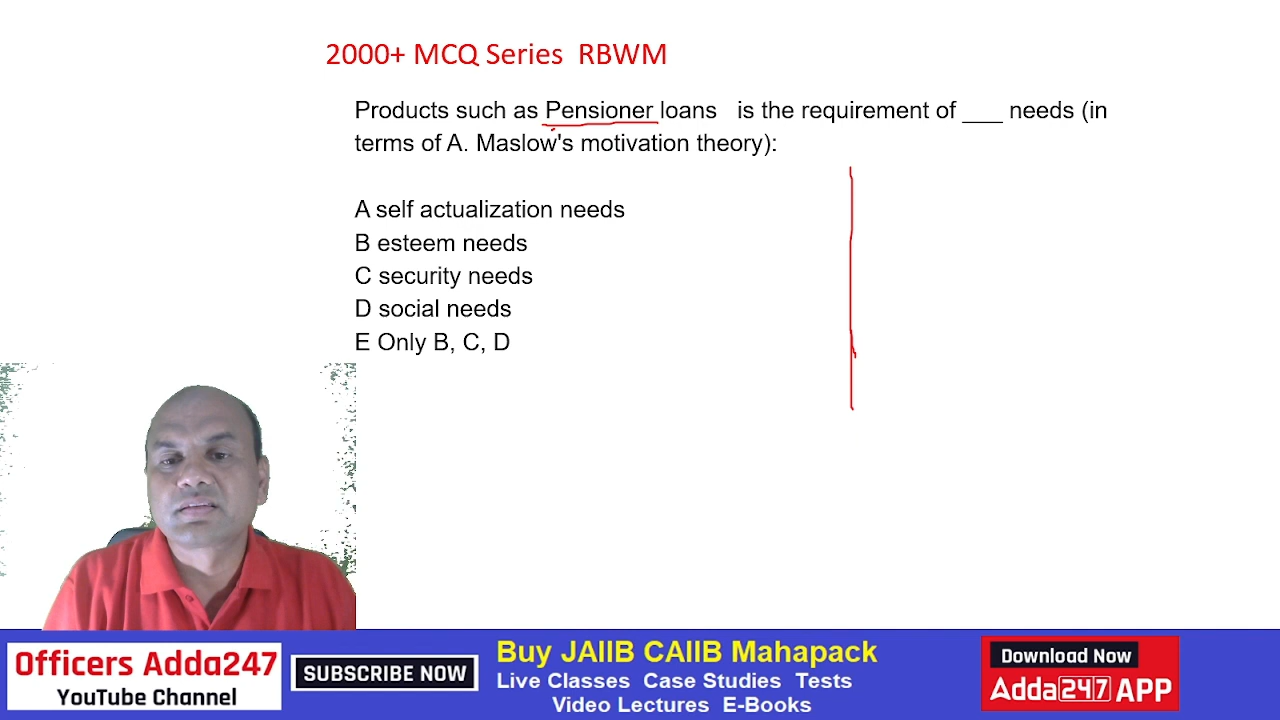 2000+ MCQ Series RBWM
Products such as Pensioner loans is the requirement of ___ needs (in
terms of A. Maslow's motivation theory):
A self actualization needs
B esteem needs
C security needs
D social needs
E Only B, C, D
Officers Adda247
YouTube Channel
SUBSCRIBE NOW
Buy JAIIB CAIIB Mahapack
Live Classes Case Studies Tests
Video Lectures E-Books
Download Now
Adda247 APP